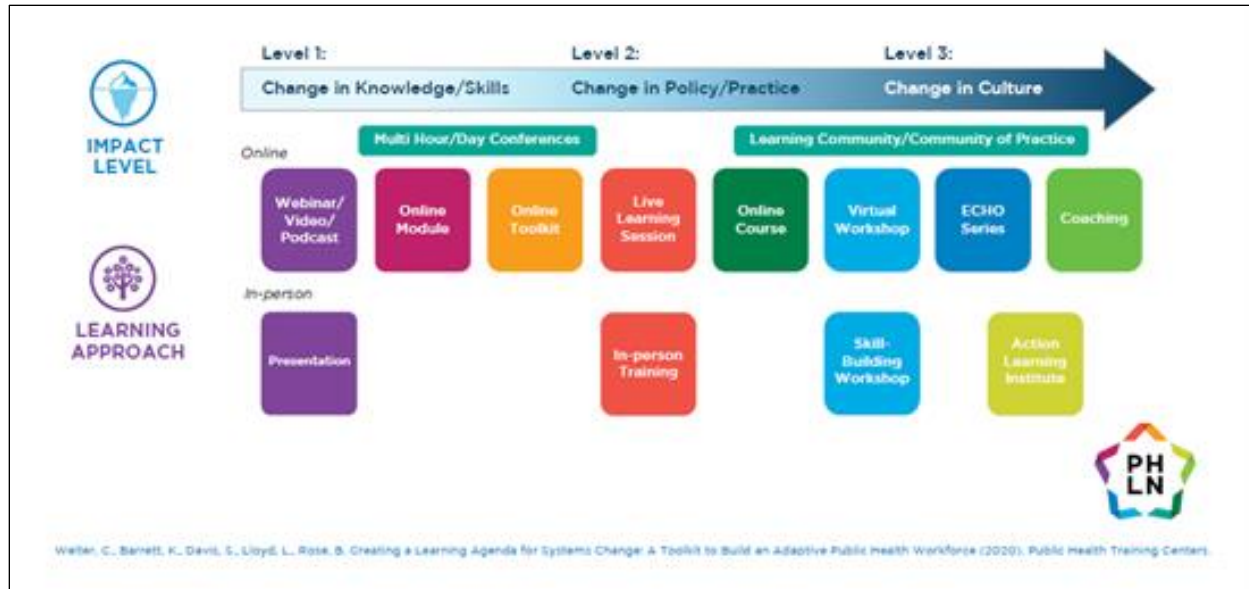 Level 1:
Level 2:
Level 3:
Change in Knowledge/Skills
Change in Policy/Practice
Change in Culture
IMPACT
LEVEL
Multi Hour/Day Conferences
Learning Community/Community of Practice
Online
Webinar/
Video/
Podcast
Online
Module
Online
Toolkit
Live
Learning
Session
Online
Course
Virtual
Workshop
ECHO
Series
Coaching
In-person
LEARNING
APPROACH
Presentation
In-person
Training
Skill-
Building
Workshop
Action
Learning
Institute
PH
LN
Welter, C., Barrett, K., Davis, S., Lloyd, L., Rose, B. Creating a Learning Agenda for Systems Change: A Toolkit to Build an Adaptive Public Health Workforce (2020). Public Health Training Centers.